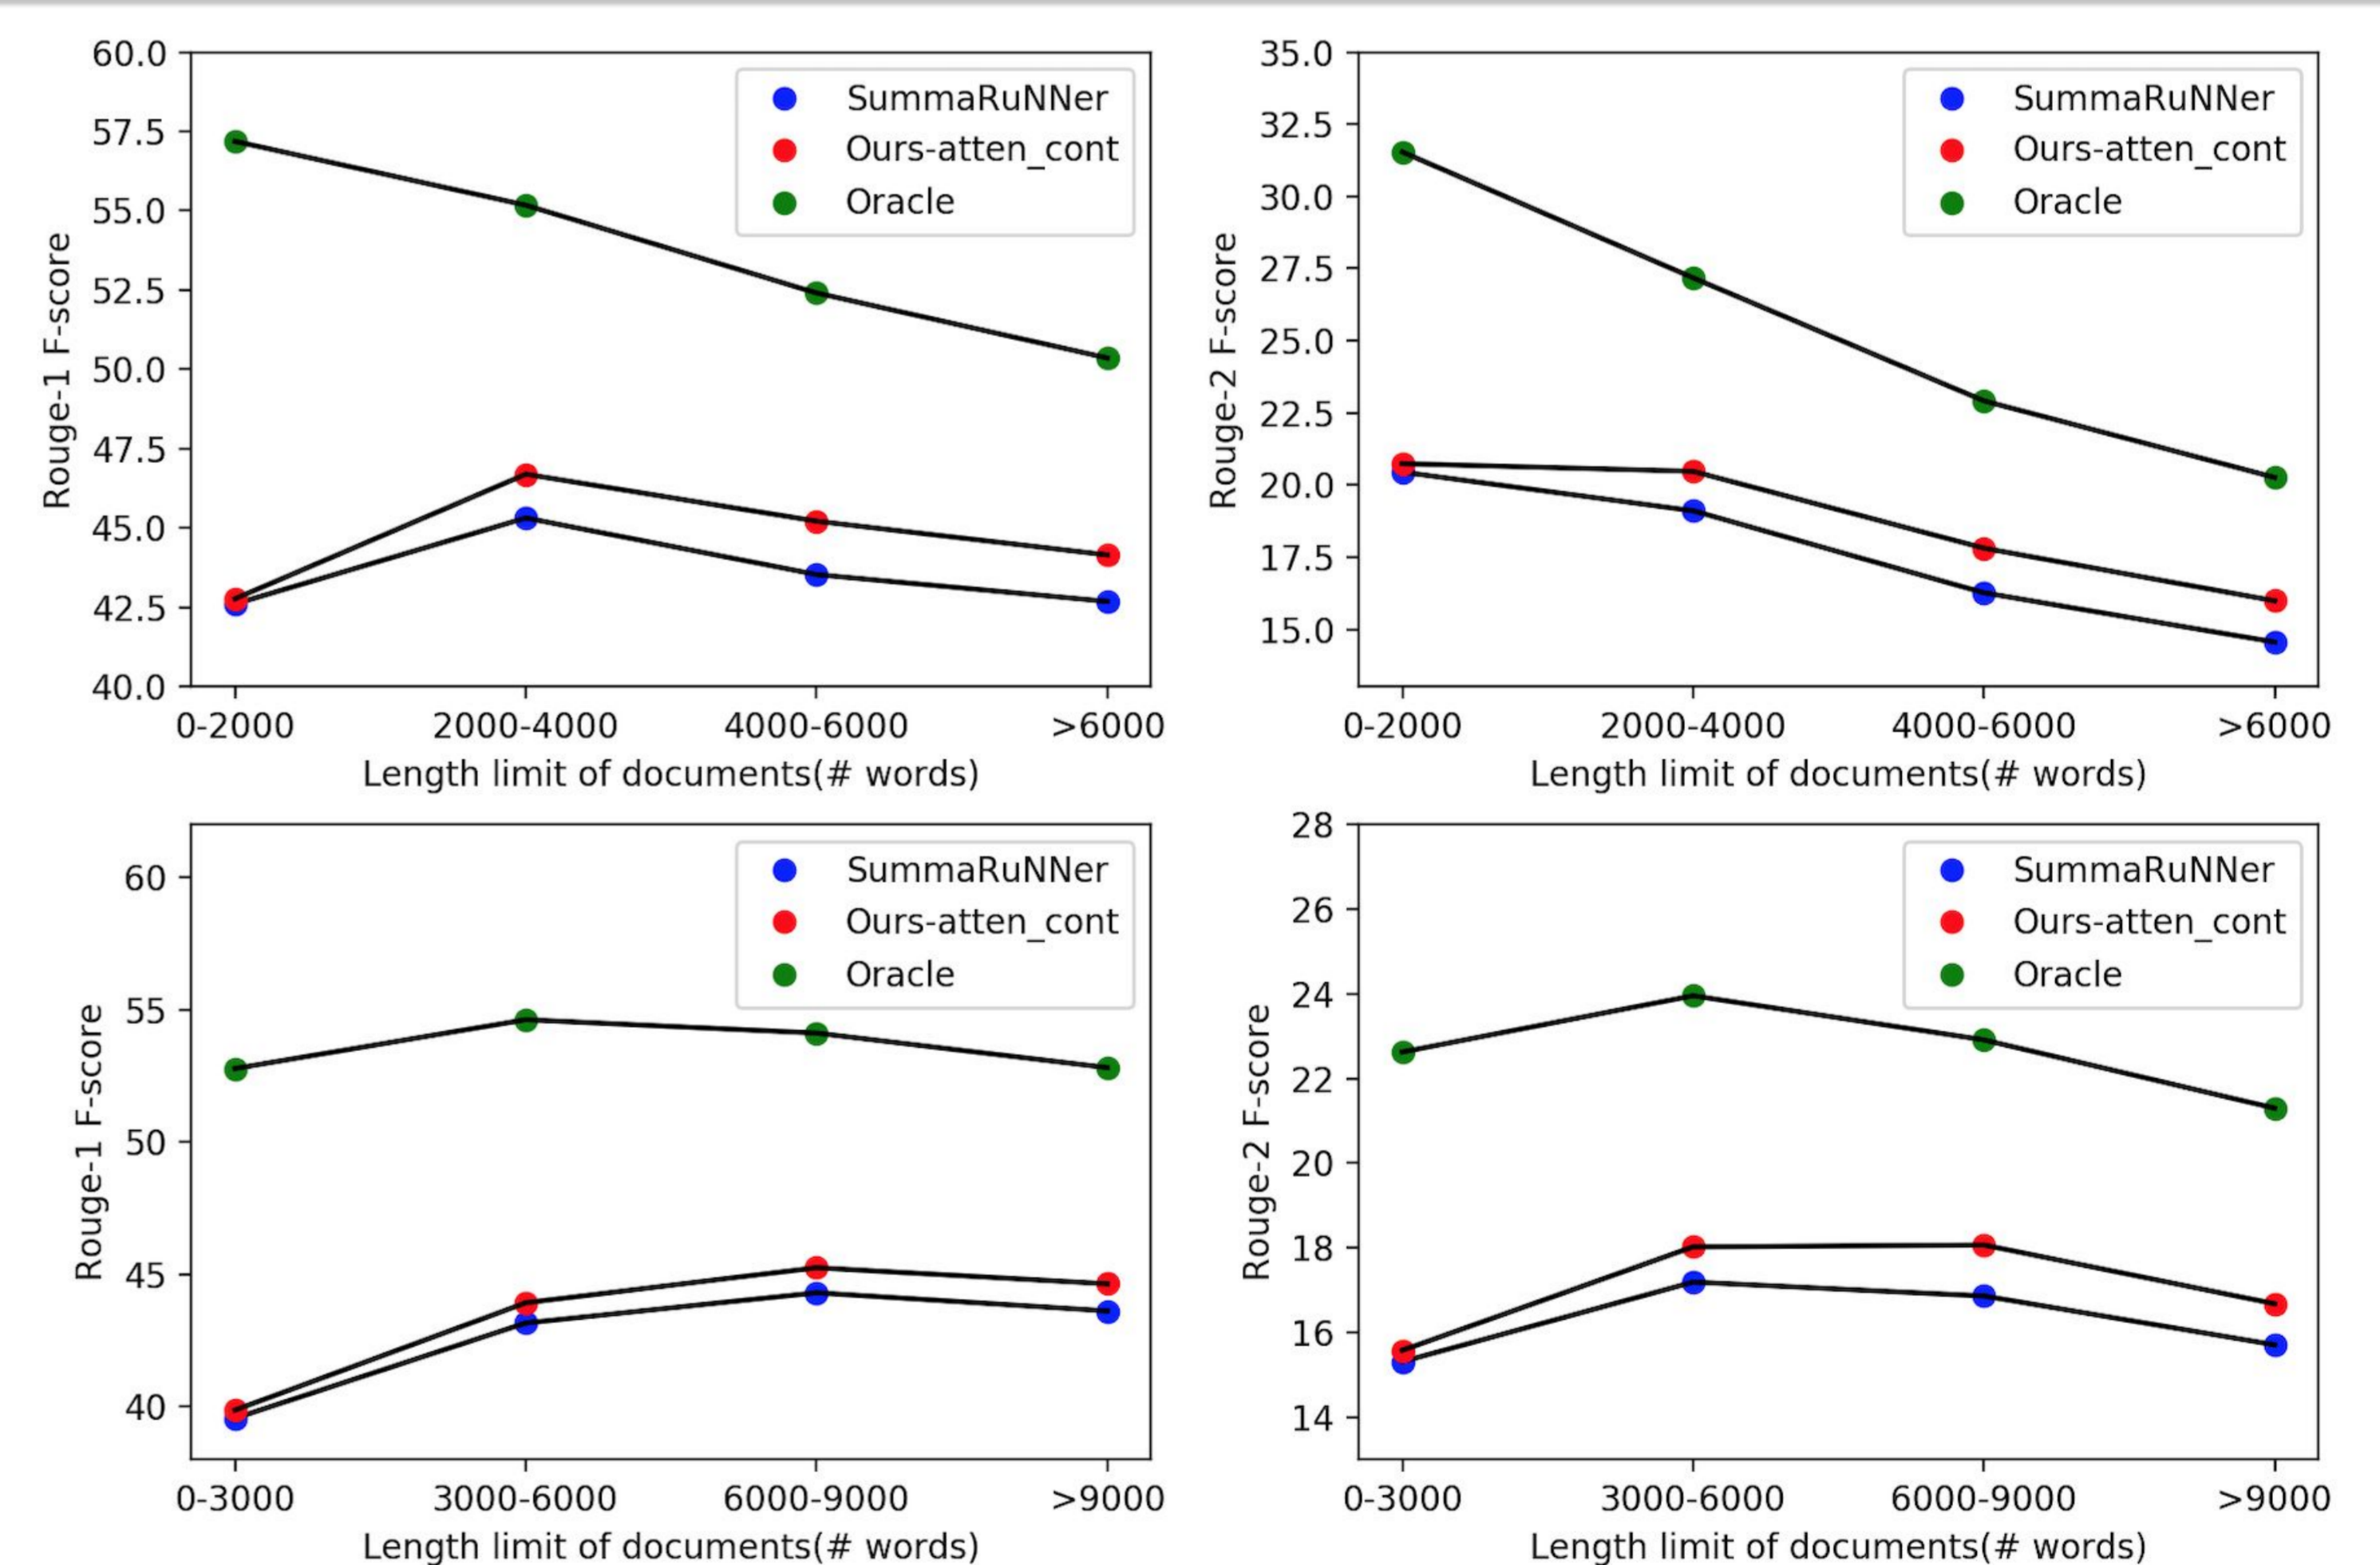 60.0
57.5
55.0
52.5
50.0
47.5
45.0
42.5
40.0
Rouge-1 F-score
SummaRuNNer
Ours-atten_cont
Oracle
0-2000 2000-4000 4000-6000 >6000
Length limit of documents(# words)
35.0
32.5
30.0
27.5
25.0
22.5
20.0
17.5
15.0
Rouge-2 F-score
SummaRuNNer
Ours-atten_cont
Oracle
0-2000 2000-4000 4000-6000 >6000
Length limit of documents(# words)
60
55
50
45
40
Rouge-1 F-score
SummaRuNNer
Ours-atten_cont
Oracle
0-3000 3000-6000 6000-9000 >9000
Length limit of documents(# words)
28
26
24
22
20
18
16
14
Rouge-2 F-score
SummaRuNNer
Ours-atten_cont
Oracle
0-3000 3000-6000 6000-9000 >9000
Length limit of documents(# words)